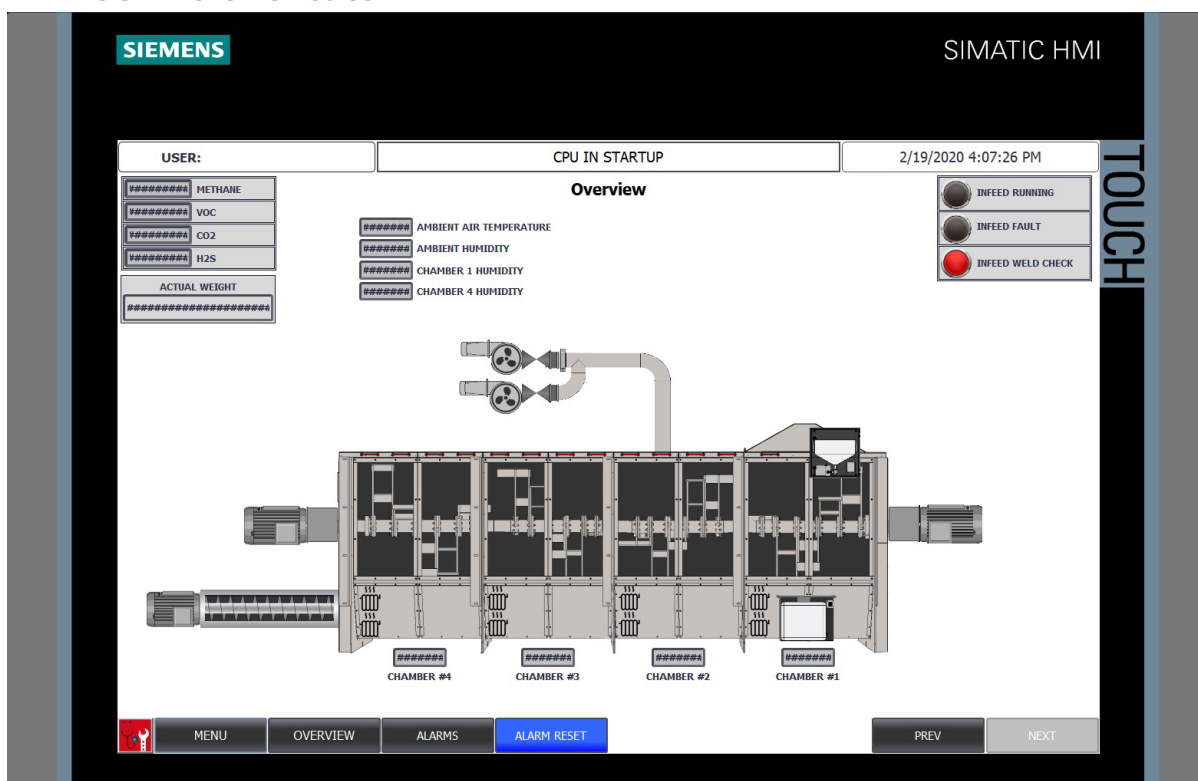 SIEMENS
SIMATIC HMI
TOUCH
USER:
CPU IN STARTUP
2/19/2020 4:07:26 PM
Overview
######### METHANE
######### VOC
######### CO2
######### H2S
ACTUAL WEIGHT
#####################
####### AMBIENT AIR TEMPERATURE
####### AMBIENT HUMIDITY
####### CHAMBER 1 HUMIDITY
####### CHAMBER 4 HUMIDITY
INFEED RUNNING
INFEED FAULT
INFEED WELD CHECK
#######
CHAMBER #4
#######
CHAMBER #3
#######
CHAMBER #2
#######
CHAMBER #1
MENU
OVERVIEW
ALARMS
ALARM RESET
PREV
NEXT